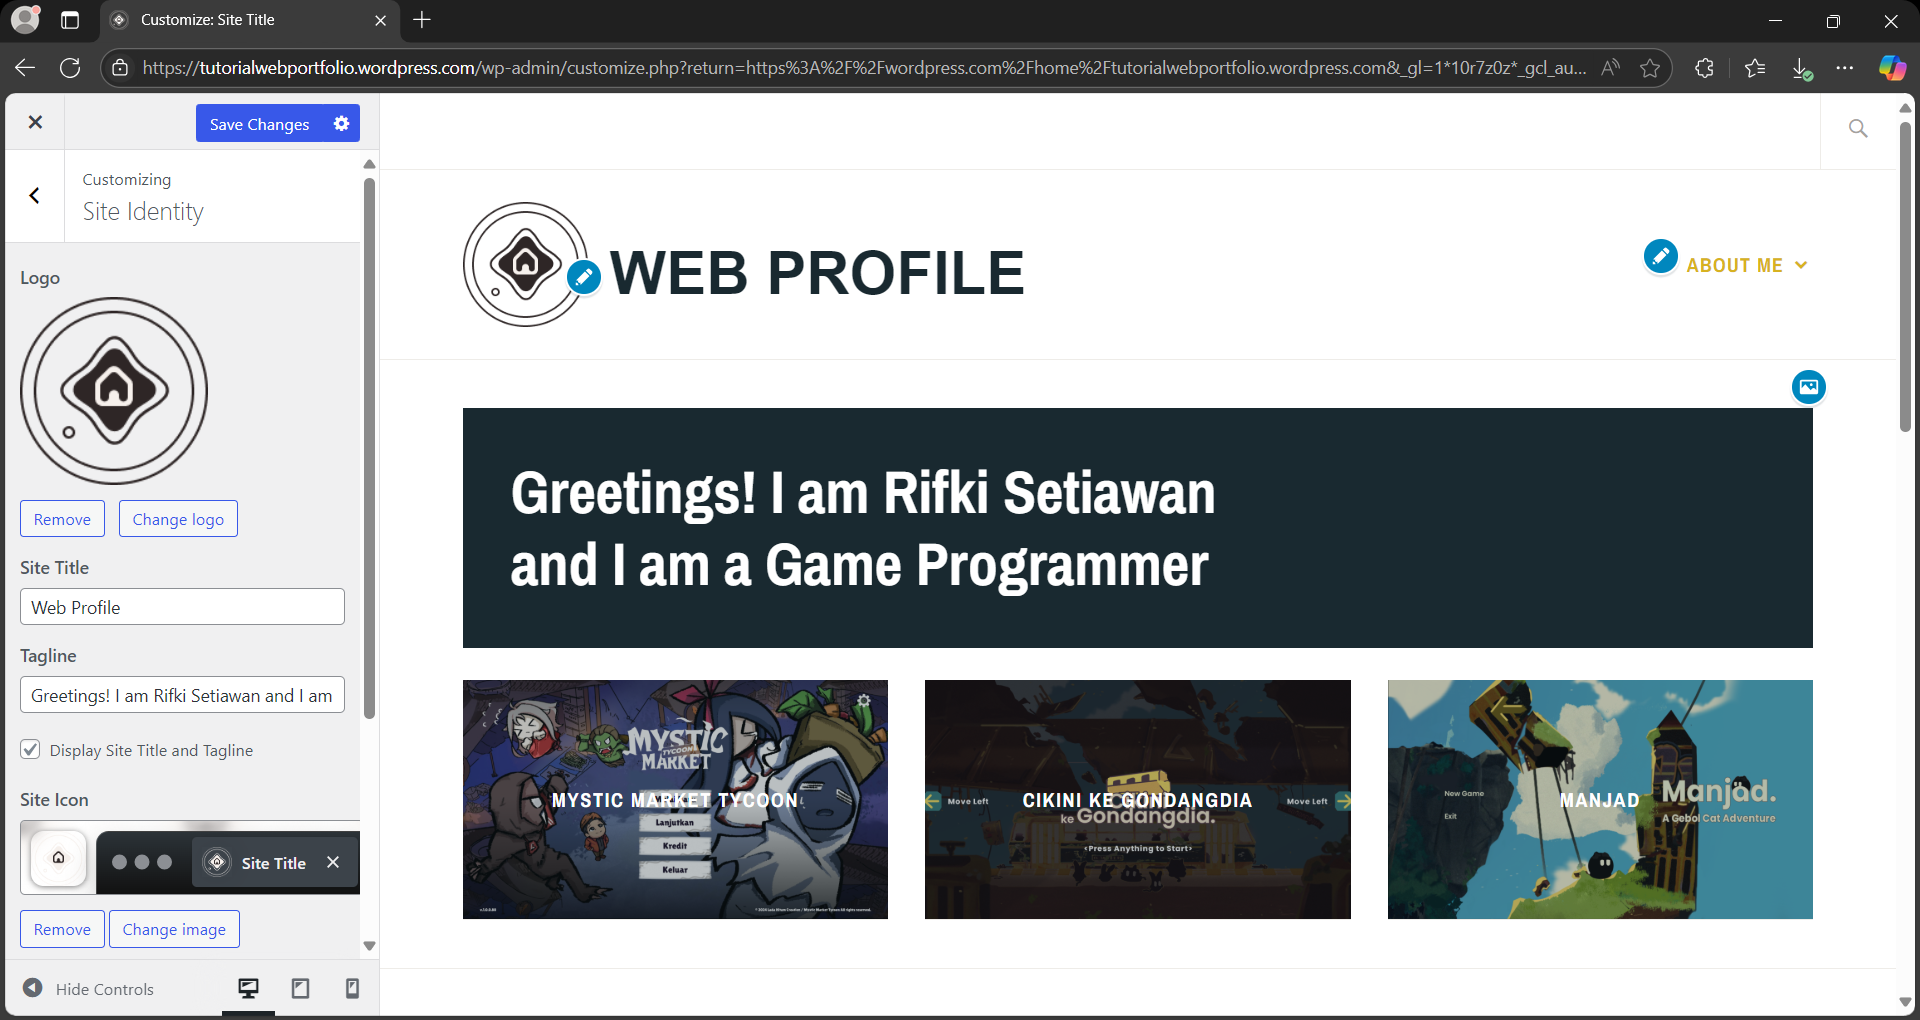 Customize: Site Title
https://tutorialwebportfolio.wordpress.com/wp-admin/customize.php?return=https%3A%2F%2Fwordpress.com%2Fhome%2Ftutorialwebportfolio.wordpress.com&_gl=1*10r7z0z*_gcl_au...
Save Changes
Customizing
Site Identity
Logo
Remove
Change logo
Site Title
Web Profile
Tagline
Greetings! I am Rifki Setiawan and I am
Display Site Title and Tagline
Site Icon
Site Title
Remove
Change image
Hide Controls
WEB PROFILE
ABOUT ME
Greetings! I am Rifki Setiawan
and I am a Game Programmer
MYSTIC
TYCOON
MARKET
MYSTIC MARKET TYCOON
Lanjutkan
Kredit
Keluar
Move Left
CIKINI KE GONDANGDIA
Move Left
ke Gondangdia.
<Press Anything to Start>
New Game
Exit
MANJAD
Manjad.
A Gebol Cat Adventure